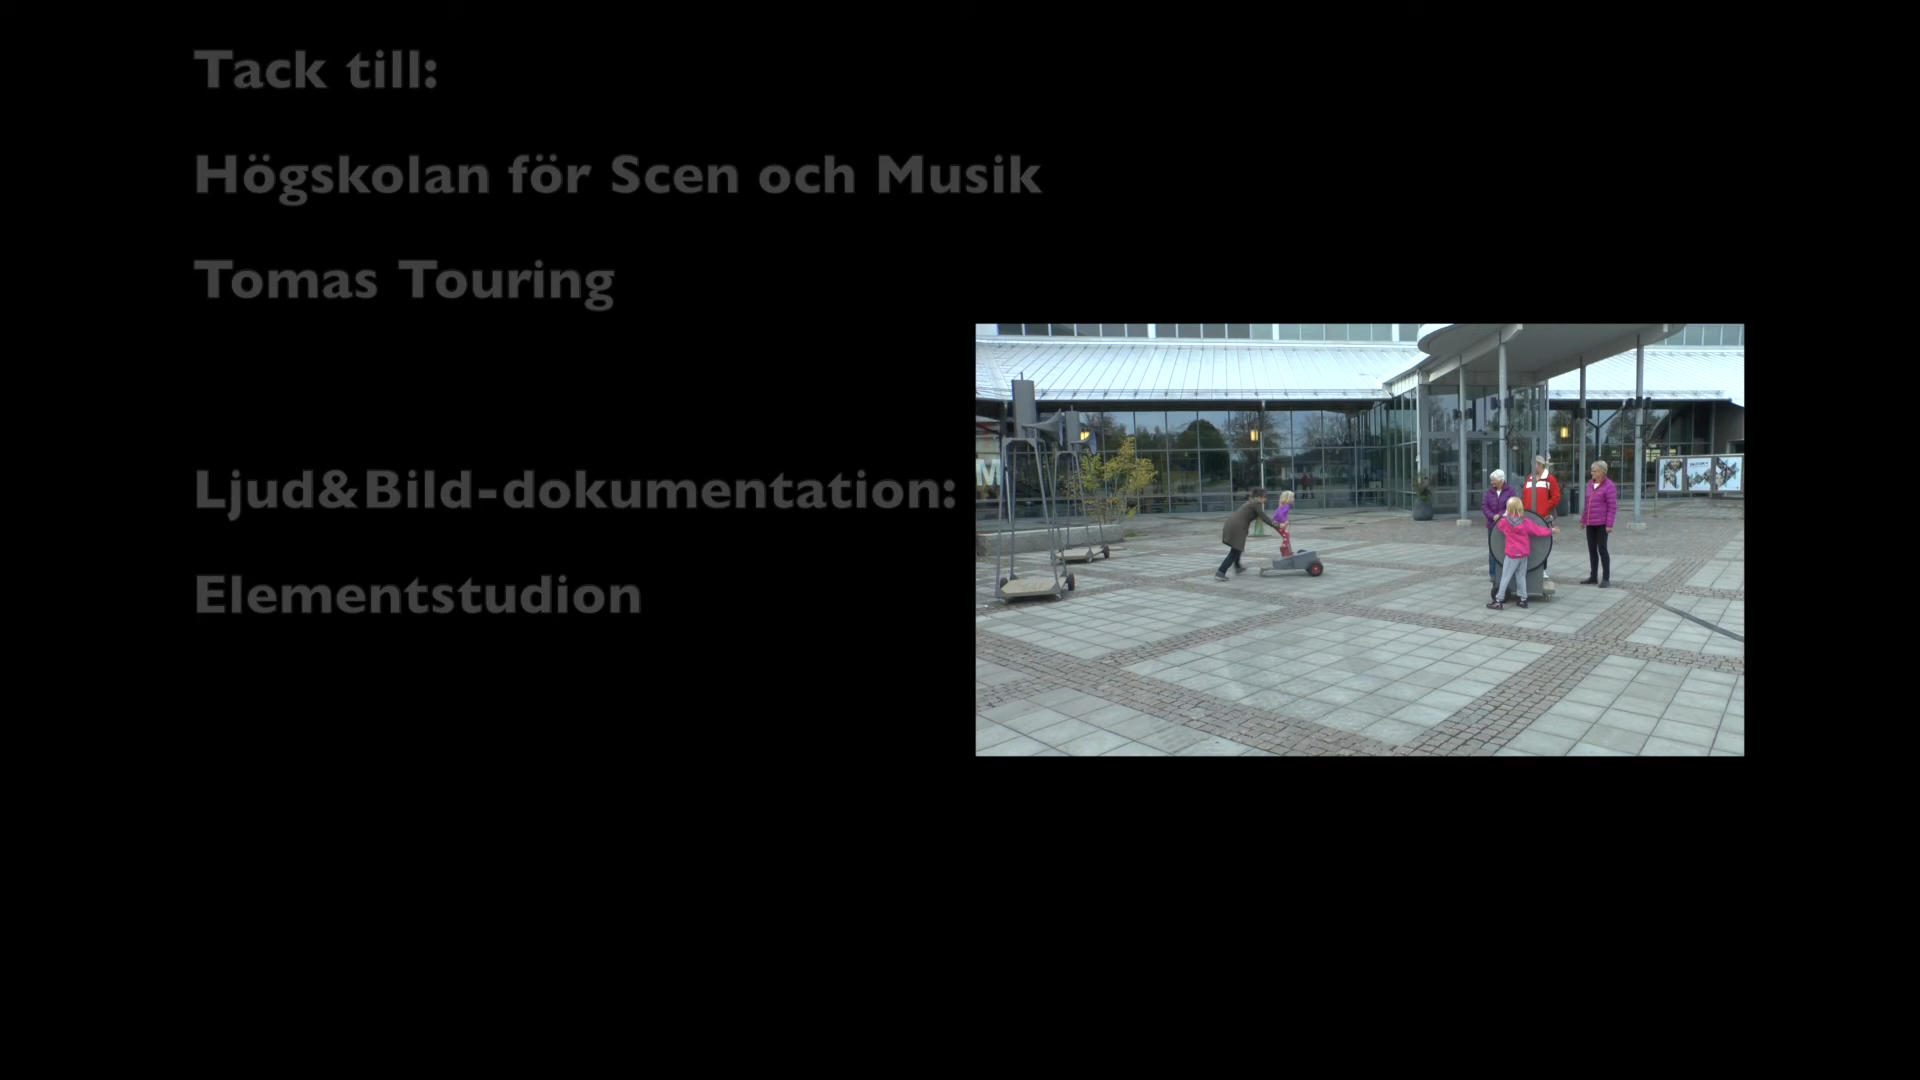 Tack till:
Högskolan för Scen och Musik
Tomas Touring
Ljud&Bild-dokumentation:
Elementstudion